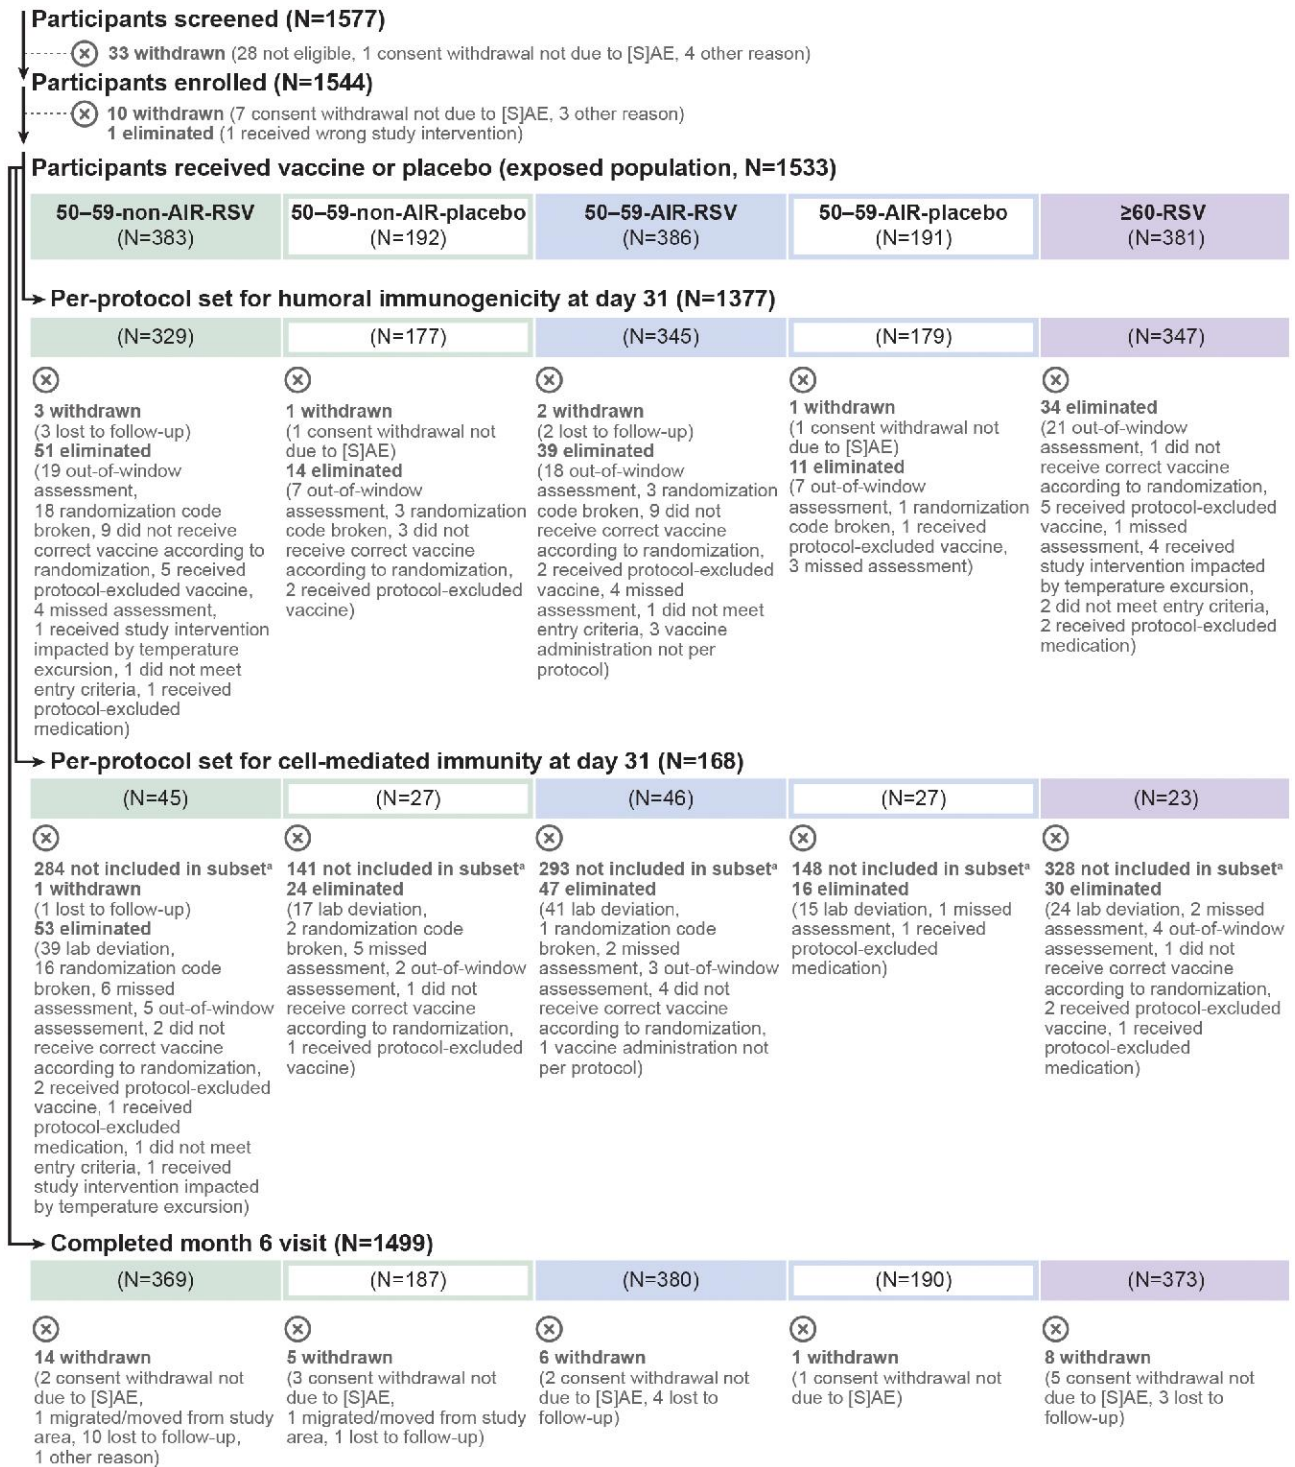 Participants screened (N=1577)
33 withdrawn (28 not eligible, 1 consent withdrawal not due to [S]AE, 4 other reason)
Participants enrolled (N=1544)
10 withdrawn (7 consent withdrawal not due to [S]AE, 3 other reason)
1 eliminated (1 received wrong study intervention)
Participants received vaccine or placebo (exposed population, N=1533)
50–59-non-AIR-RSV
(N=383)
50–59-non-AIR-placebo
(N=192)
50–59-AIR-RSV
(N=386)
50–59-AIR-placebo
(N=191)
≥60-RSV
(N=381)
Per-protocol set for humoral immunogenicity at day 31 (N=1377)
(N=329)
(N=177)
(N=345)
(N=179)
(N=347)
3 withdrawn
(3 lost to follow-up)
51 eliminated
(19 out-of-window
assessment,
18 randomization code
broken, 9 did not receive
correct vaccine according to
randomization, 5 received
protocol-excluded vaccine,
4 missed assessment,
1 received study intervention
impacted by temperature
excursion, 1 did not meet
entry criteria, 1 received
protocol-excluded
medication)
1 withdrawn
(1 consent withdrawal not
due to [S]AE)
14 eliminated
(7 out-of-window
assessment, 3 randomization
code broken, 3 did not
receive correct vaccine
according to randomization,
2 received protocol-excluded
vaccine)
2 withdrawn
(2 lost to follow-up)
39 eliminated
(18 out-of-window
assessment, 3 randomization
code broken, 9 did not
receive correct vaccine
according to randomization,
2 received protocol-excluded
vaccine, 4 missed
assessment, 1 did not meet
entry criteria, 3 vaccine
administration not per
protocol)
1 withdrawn
(1 consent withdrawal not
due to [S]AE)
11 eliminated
(7 out-of-window
assessment, 1 randomization
code broken, 1 received
protocol-excluded vaccine,
3 missed assessment)
34 eliminated
(21 out-of-window
assessment, 1 did not
receive correct vaccine
according to randomization,
5 received protocol-excluded
vaccine, 1 missed
assessment, 4 received
study intervention impacted
by temperature excursion,
2 did not meet entry criteria,
2 received protocol-excluded
medication)
Per-protocol set for cell-mediated immunity at day 31 (N=168)
(N=45)
(N=27)
(N=46)
(N=27)
(N=23)
284 not included in subsetᵃ
1 withdrawn
(1 lost to follow-up)
53 eliminated
(39 lab deviation,
16 randomization code
broken, 6 missed
assessment, 5 out-of-window
assessement, 2 did not
receive correct vaccine
according to randomization,
2 received protocol-excluded
vaccine, 1 received
protocol-excluded
medication, 1 did not meet
entry criteria, 1 received
study intervention impacted
by temperature excursion)
141 not included in subsetᵃ
24 eliminated
(17 lab deviation,
2 randomization code
broken, 5 missed
assessment, 2 out-of-window
assessement, 1 did not
receive correct vaccine
according to randomization,
1 received protocol-excluded
vaccine)
293 not included in subsetᵃ
47 eliminated
(41 lab deviation,
1 randomization code
broken, 2 missed
assessment, 3 out-of-window
assessement, 4 did not
receive correct vaccine
according to randomization,
1 vaccine administration not
per protocol)
148 not included in subsetᵃ
16 eliminated
(15 lab deviation, 1 missed
assessment, 1 received
protocol-excluded
medication)
328 not included in subsetᵃ
30 eliminated
(24 lab deviation, 2 missed
assessment, 4 out-of-window
assessement, 1 did not
receive correct vaccine
according to randomization,
2 received protocol-excluded
vaccine, 1 received
protocol-excluded
medication)
Completed month 6 visit (N=1499)
(N=369)
(N=187)
(N=380)
(N=190)
(N=373)
14 withdrawn
(2 consent withdrawal not
due to [S]AE,
1 migrated/moved from study
area, 10 lost to follow-up,
1 other reason)
5 withdrawn
(3 consent withdrawal not
due to [S]AE,
1 migrated/moved from study
area, 1 lost to follow-up)
6 withdrawn
(2 consent withdrawal not
due to [S]AE, 4 lost to
follow-up)
1 withdrawn
(1 consent withdrawal not
due to [S]AE)
8 withdrawn
(5 consent withdrawal not
due to [S]AE, 3 lost to
follow-up)